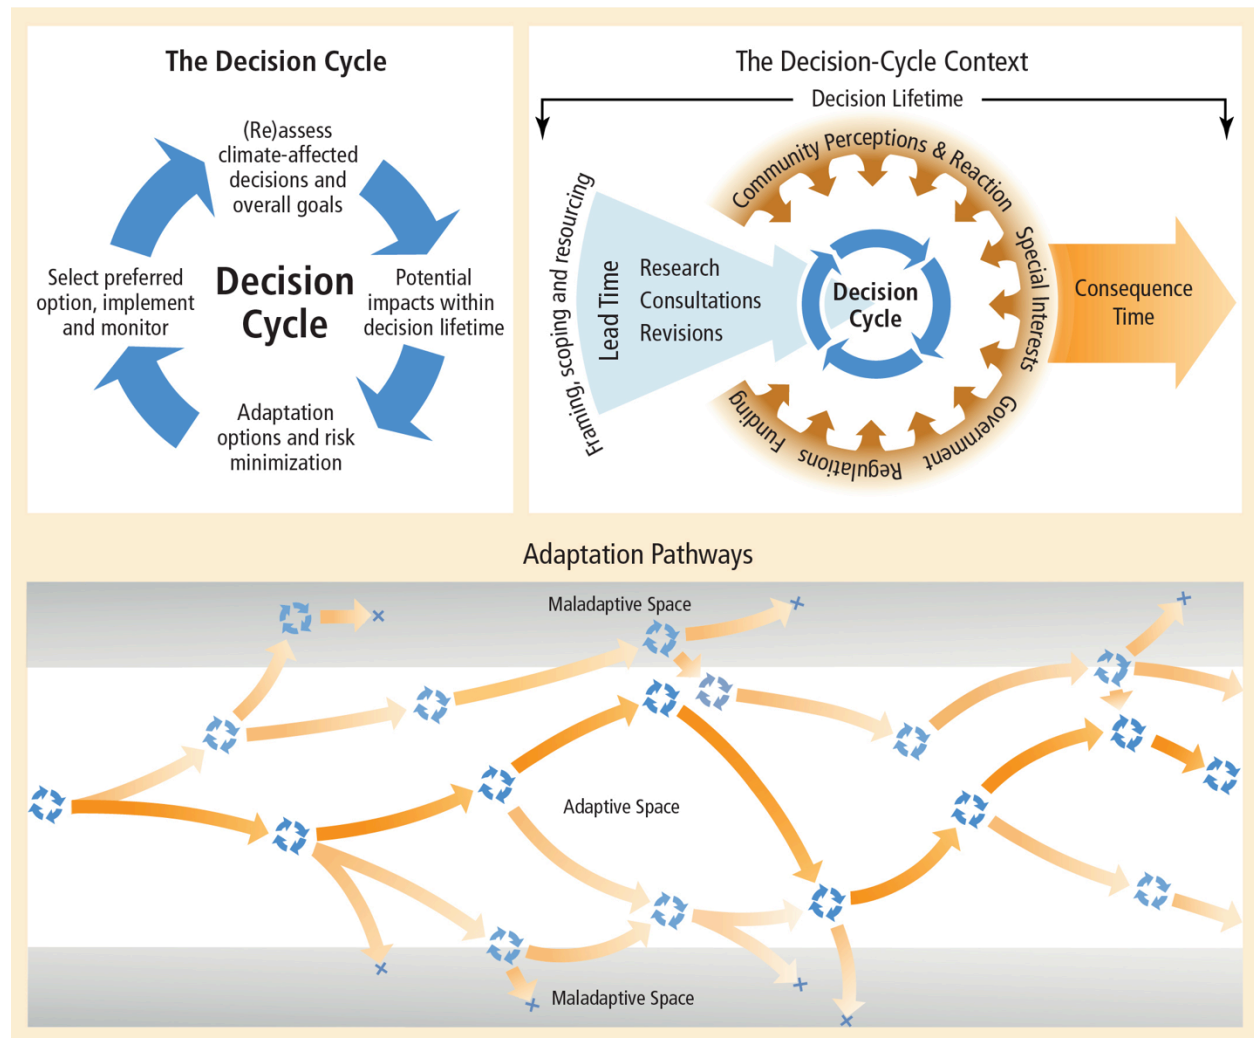 The Decision Cycle
(Re)assess
climate-affected
decisions and
overall goals
Select preferred
option, implement
and monitor
Decision
Cycle
Potential
impacts within
decision lifetime
Adaptation
options and risk
minimization
The Decision-Cycle Context
Decision Lifetime
Framing, scoping and resourcing
Lead Time
Research
Consultations
Revisions
Decision
Cycle
Community Perceptions & Reaction
Special Interests
Government
Regulations
Funding
Consequence
Time
Adaptation Pathways
Maladaptive Space
Adaptive Space
Maladaptive Space